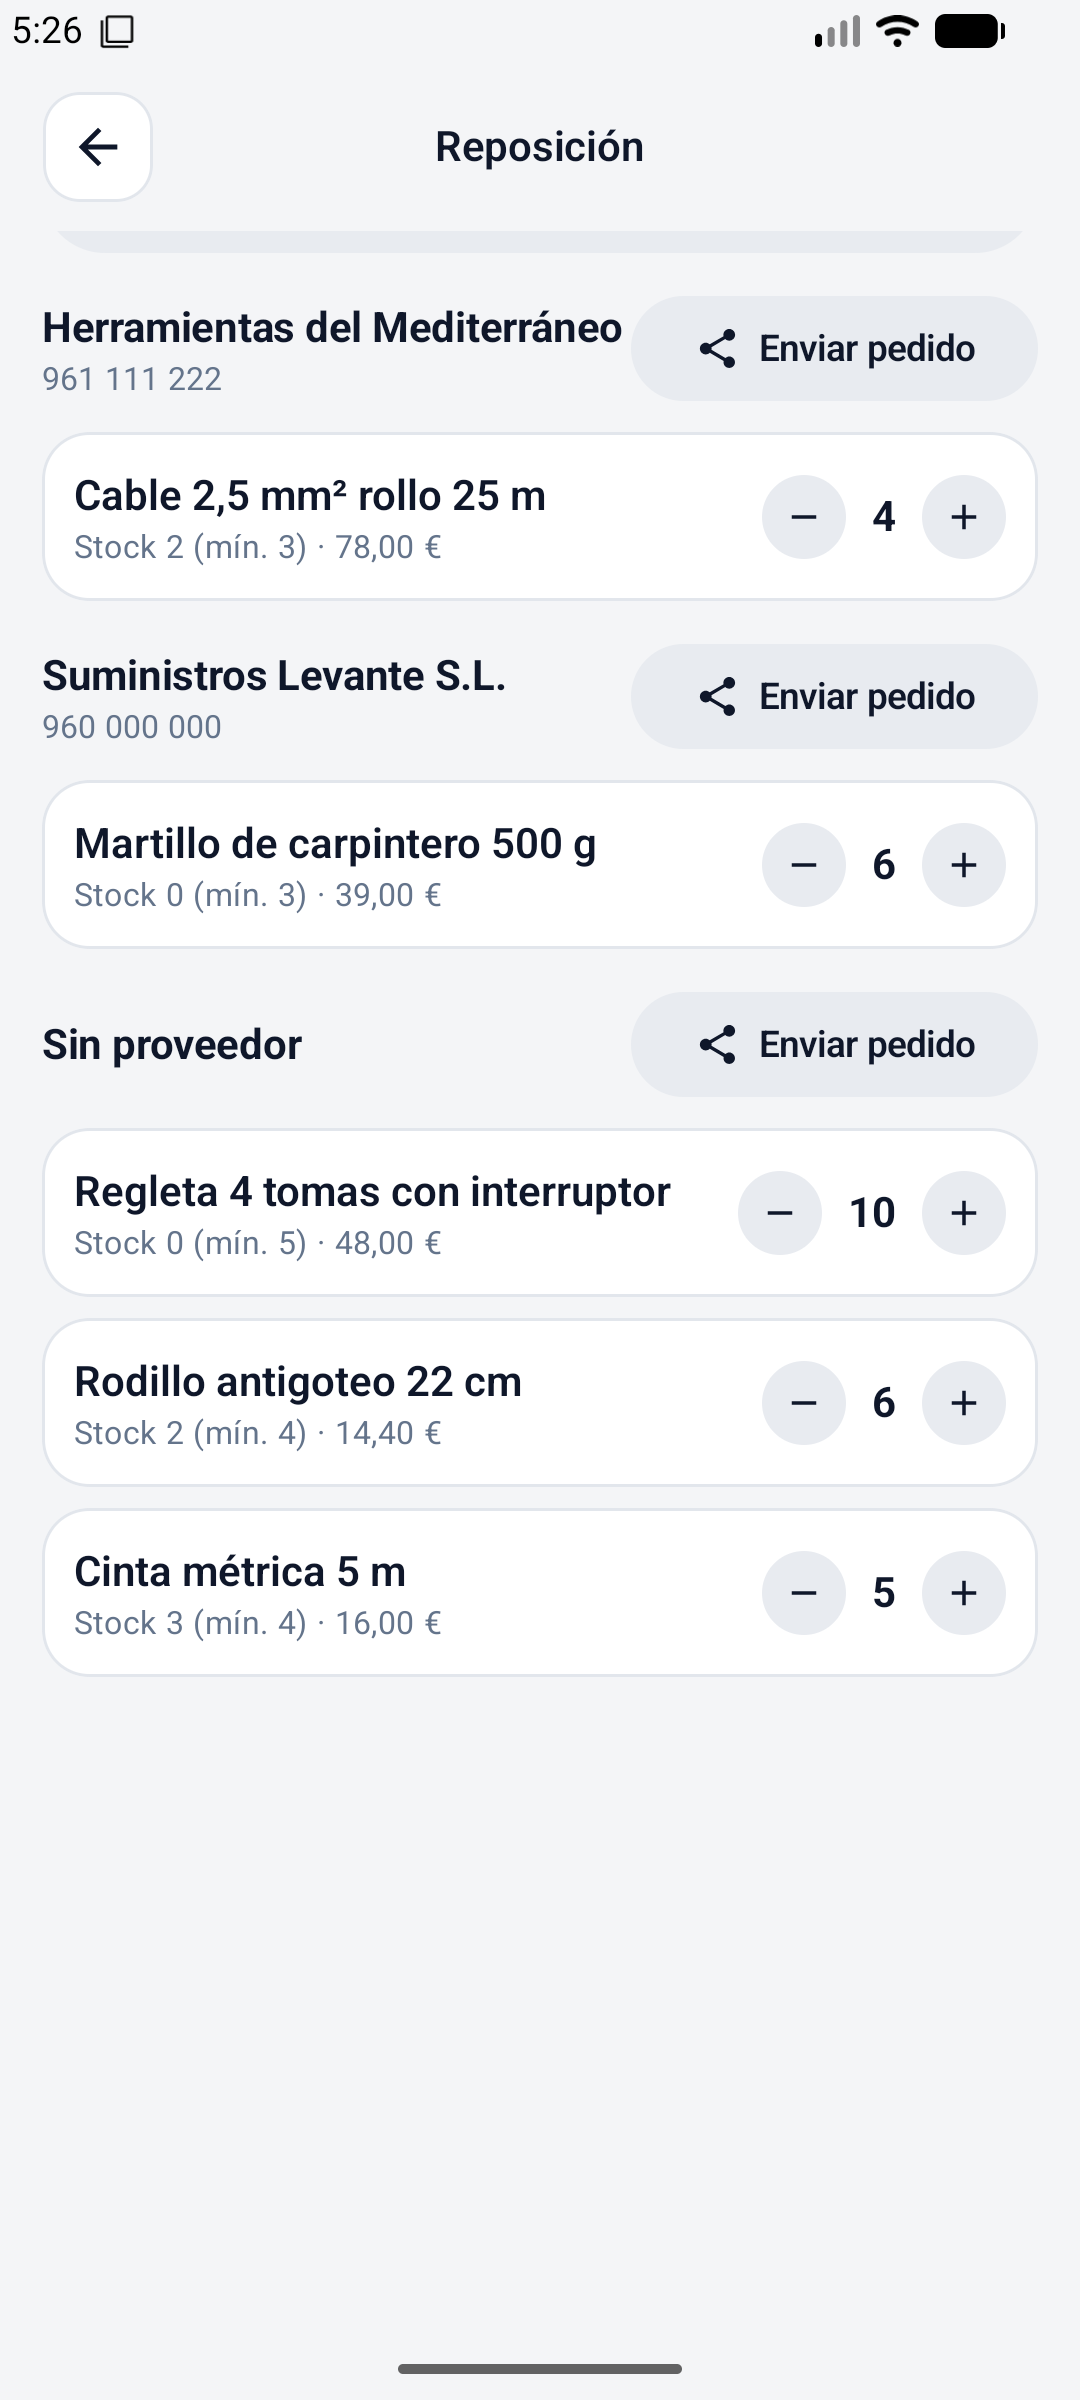 5:26
Reposición
Herramientas del Mediterráneo
961 111 222
Enviar pedido
Cable 2,5 mm² rollo 25 m
Stock 2 (mín. 3) · 78,00 €
− 4 +
Suministros Levante S.L.
960 000 000
Enviar pedido
Martillo de carpintero 500 g
Stock 0 (mín. 3) · 39,00 €
− 6 +
Sin proveedor
Enviar pedido
Regleta 4 tomas con interruptor
Stock 0 (mín. 5) · 48,00 €
− 10 +
Rodillo antigoteo 22 cm
Stock 2 (mín. 4) · 14,40 €
− 6 +
Cinta métrica 5 m
Stock 3 (mín. 4) · 16,00 €
− 5 +